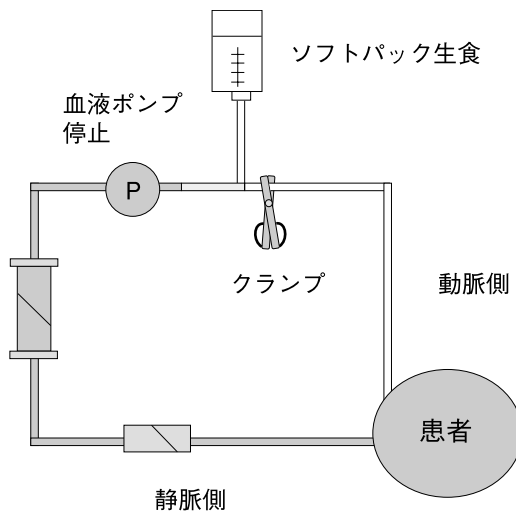 ソフトパック生食
血液ポンプ
停止
P
クランプ
動脈側
患者
静脈側